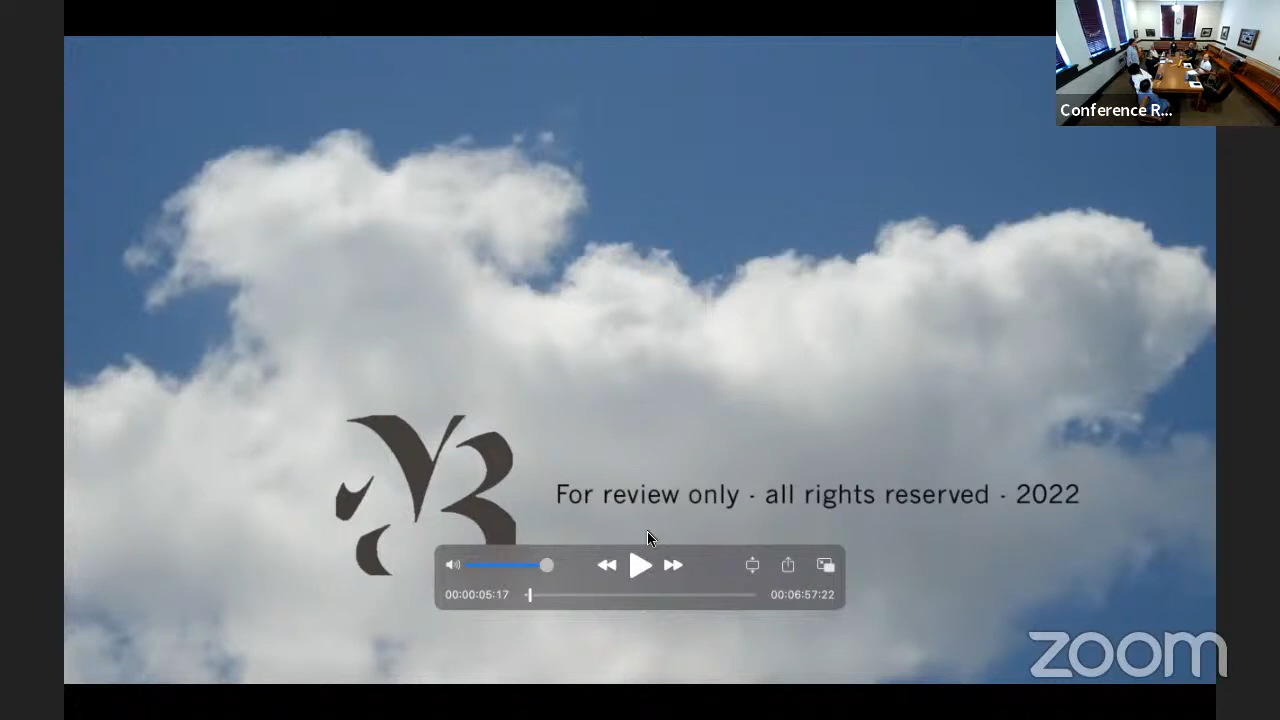 Conference R...
For review only · all rights reserved · 2022
00:00:05:17
00:06:57:22
zoom